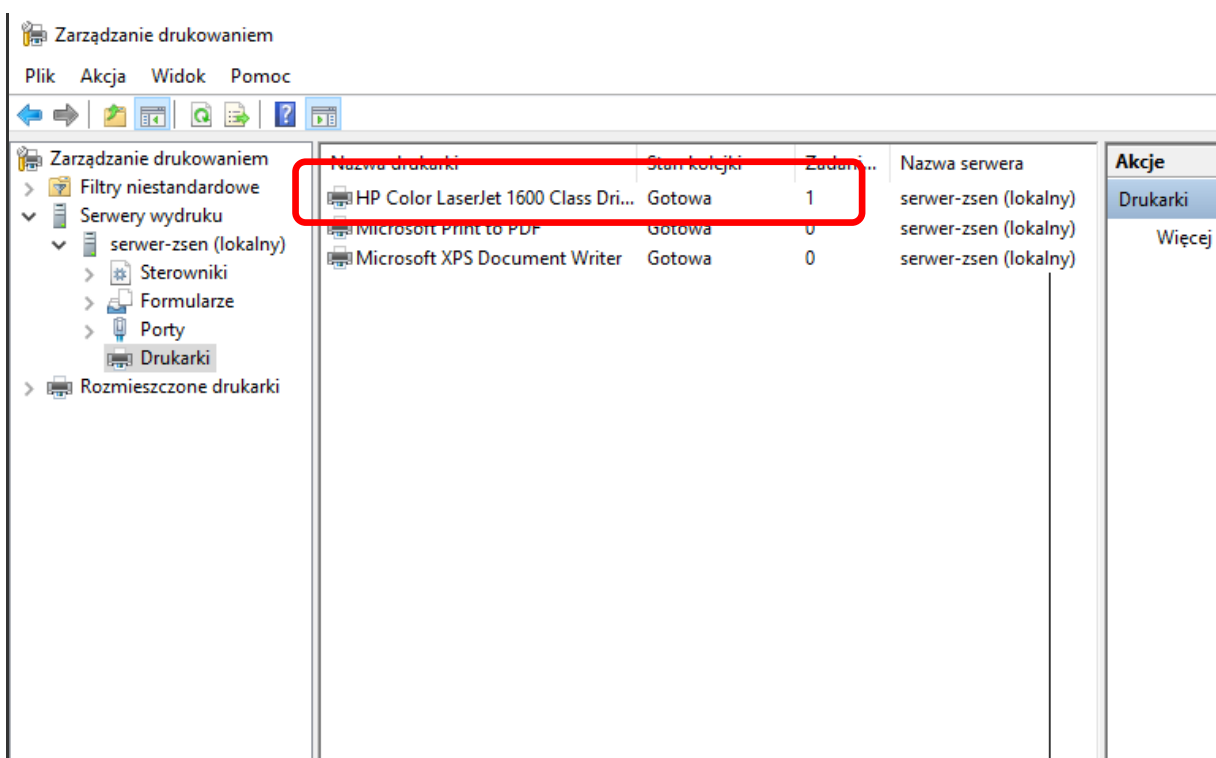 Zarządzanie drukowaniem
Plik Akcja Widok Pomoc
Zarządzanie drukowaniem
Filtry niestandardowe
Serwery wydruku
serwer-zsen (lokalny)
Sterowniki
Formularze
Porty
Drukarki
Rozmieszczone drukarki
Nazwa drukarki Stan kolejki Zadani... Nazwa serwera
HP Color LaserJet 1600 Class Dri... Gotowa 1 serwer-zsen (lokalny)
Microsoft Print to PDF Gotowa 0 serwer-zsen (lokalny)
Microsoft XPS Document Writer Gotowa 0 serwer-zsen (lokalny)
Akcje
Drukarki
Więcej